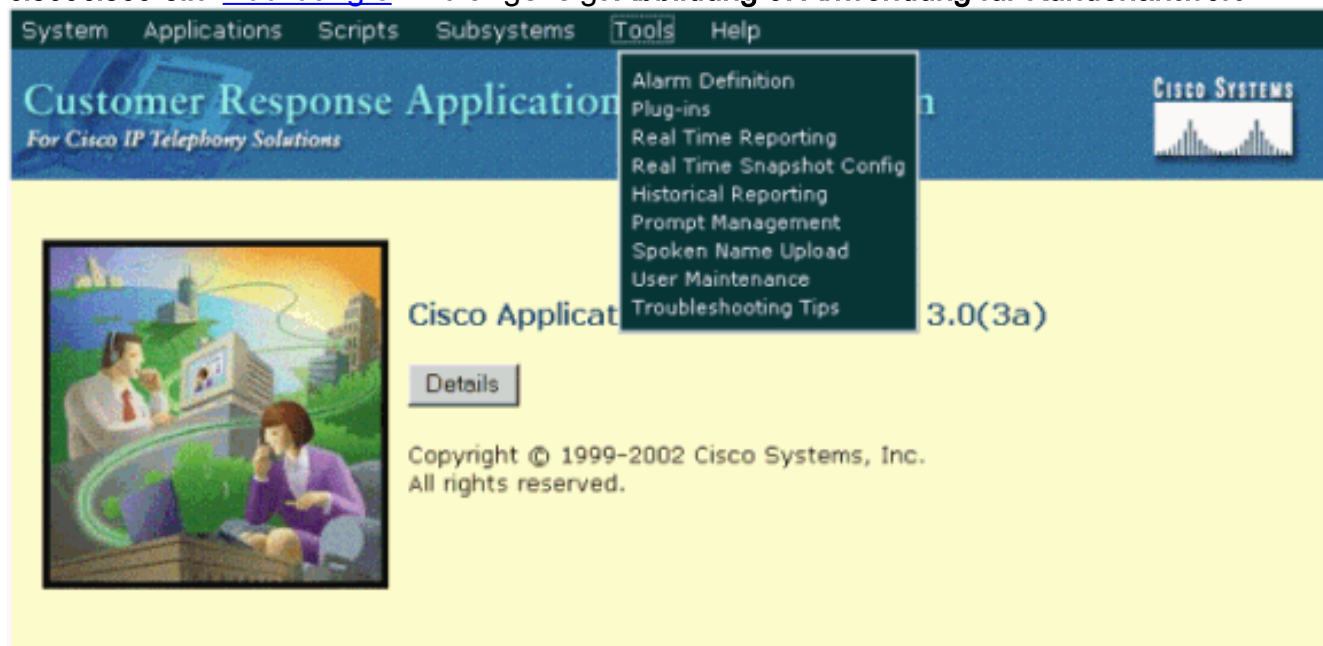 System Applications Scripts Subsystems Tools Help
Customer Response Application
For Cisco IP Telephony Solutions
CISCO SYSTEMS
Alarm Definition
Plug-ins
Real Time Reporting
Real Time Snapshot Config
Historical Reporting
Prompt Management
Spoken Name Upload
User Maintenance
Troubleshooting Tips
Cisco Applicat 3.0(3a)
Details
Copyright © 1999-2002 Cisco Systems, Inc.
All rights reserved.